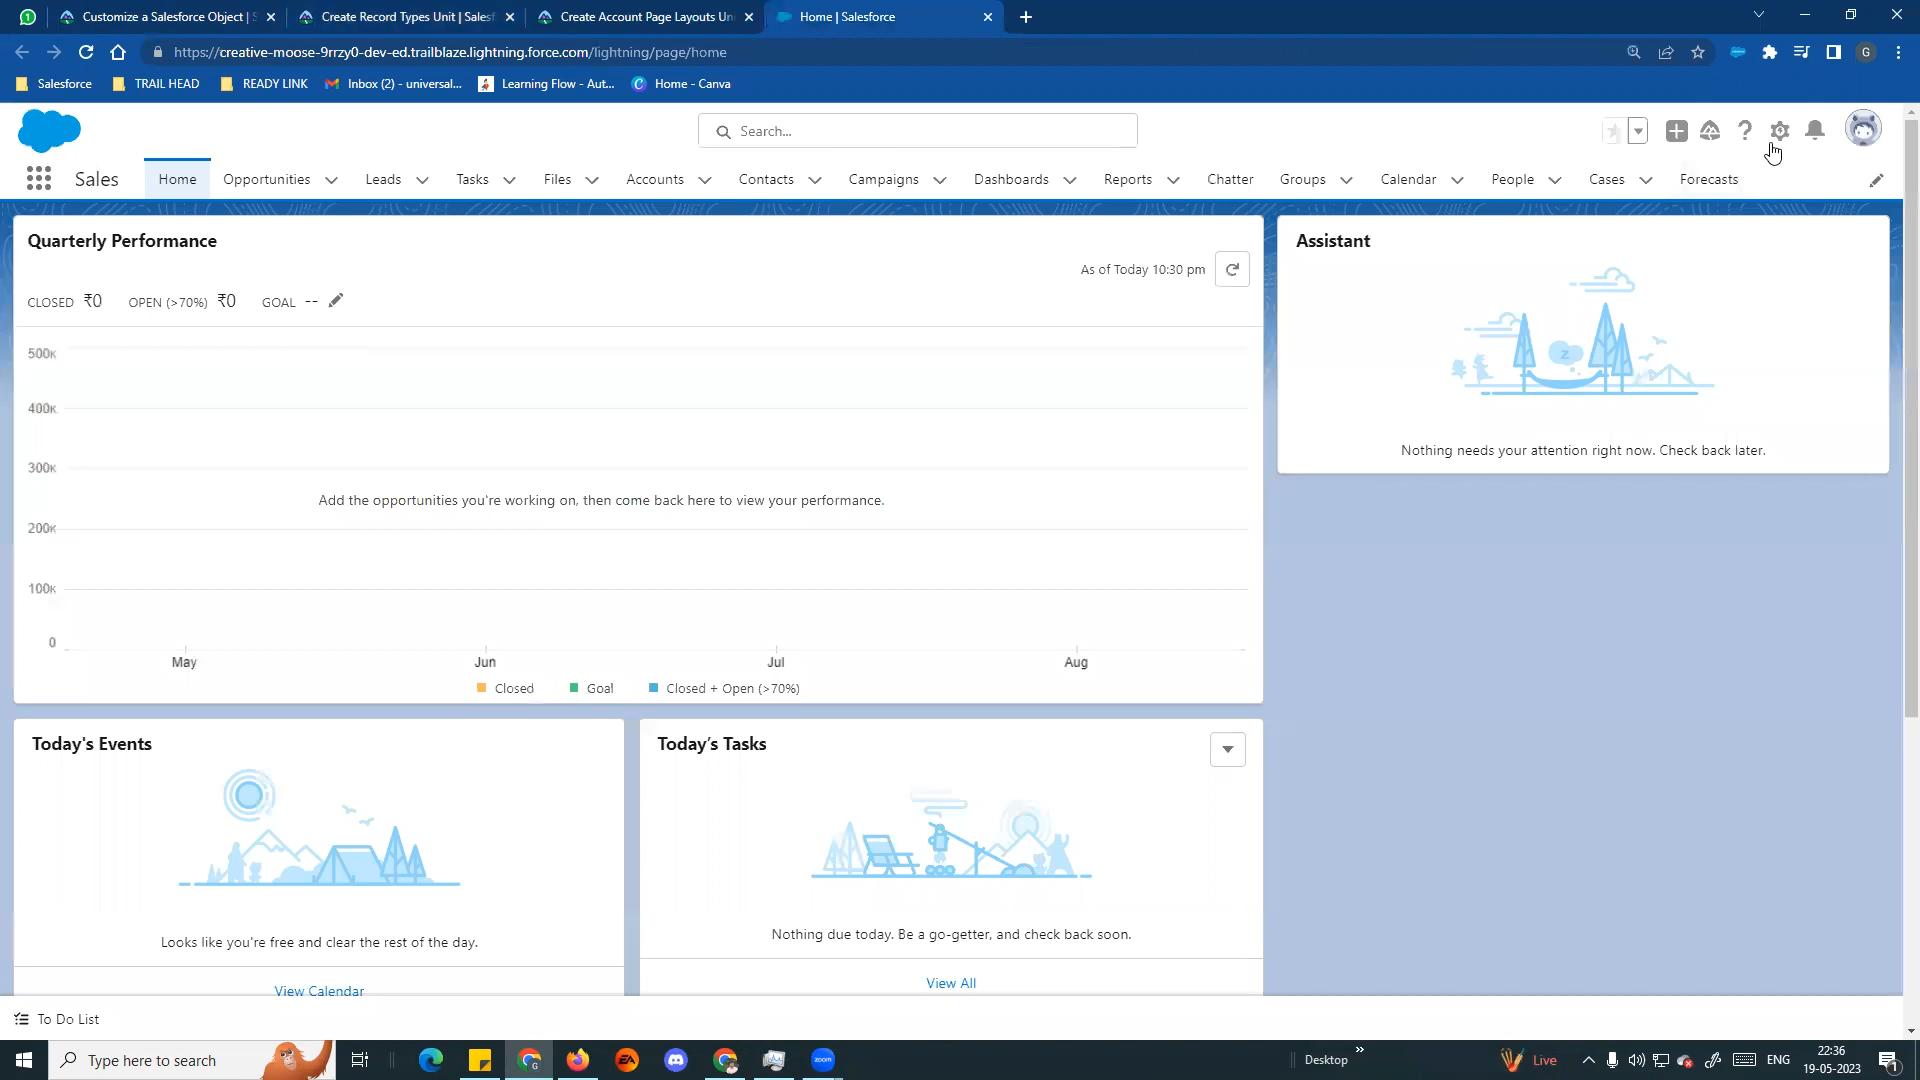 Customize a Salesforce Object | S
Create Record Types Unit | Salesf
Create Account Page Layouts Un
Home | Salesforce
https://creative-moose-9rrzy0-dev-ed.trailblaze.lightning.force.com/lightning/page/home
G
Salesforce
TRAIL HEAD
READY LINK
Inbox (2) - universal...
Learning Flow - Aut...
Home - Canva
Search...
Sales
Home
Opportunities
Leads
Tasks
Files
Accounts
Contacts
Campaigns
Dashboards
Reports
Chatter
Groups
Calendar
People
Cases
Forecasts
Quarterly Performance
As of Today 10:30 pm
CLOSED ₹0 OPEN (>70%) ₹0 GOAL --
500K
400K
300K
200K
100K
0
Add the opportunities you're working on, then come back here to view your performance.
May Jun Jul Aug
Closed Goal Closed + Open (>70%)
Assistant
Z
Nothing needs your attention right now. Check back later.
Today's Events
Looks like you're free and clear the rest of the day.
View Calendar
Today's Tasks
Nothing due today. Be a go-getter, and check back soon.
View All
To Do List
Type here to search
EA
zoom
Desktop
Live
ENG
22:36
19-05-2023
1